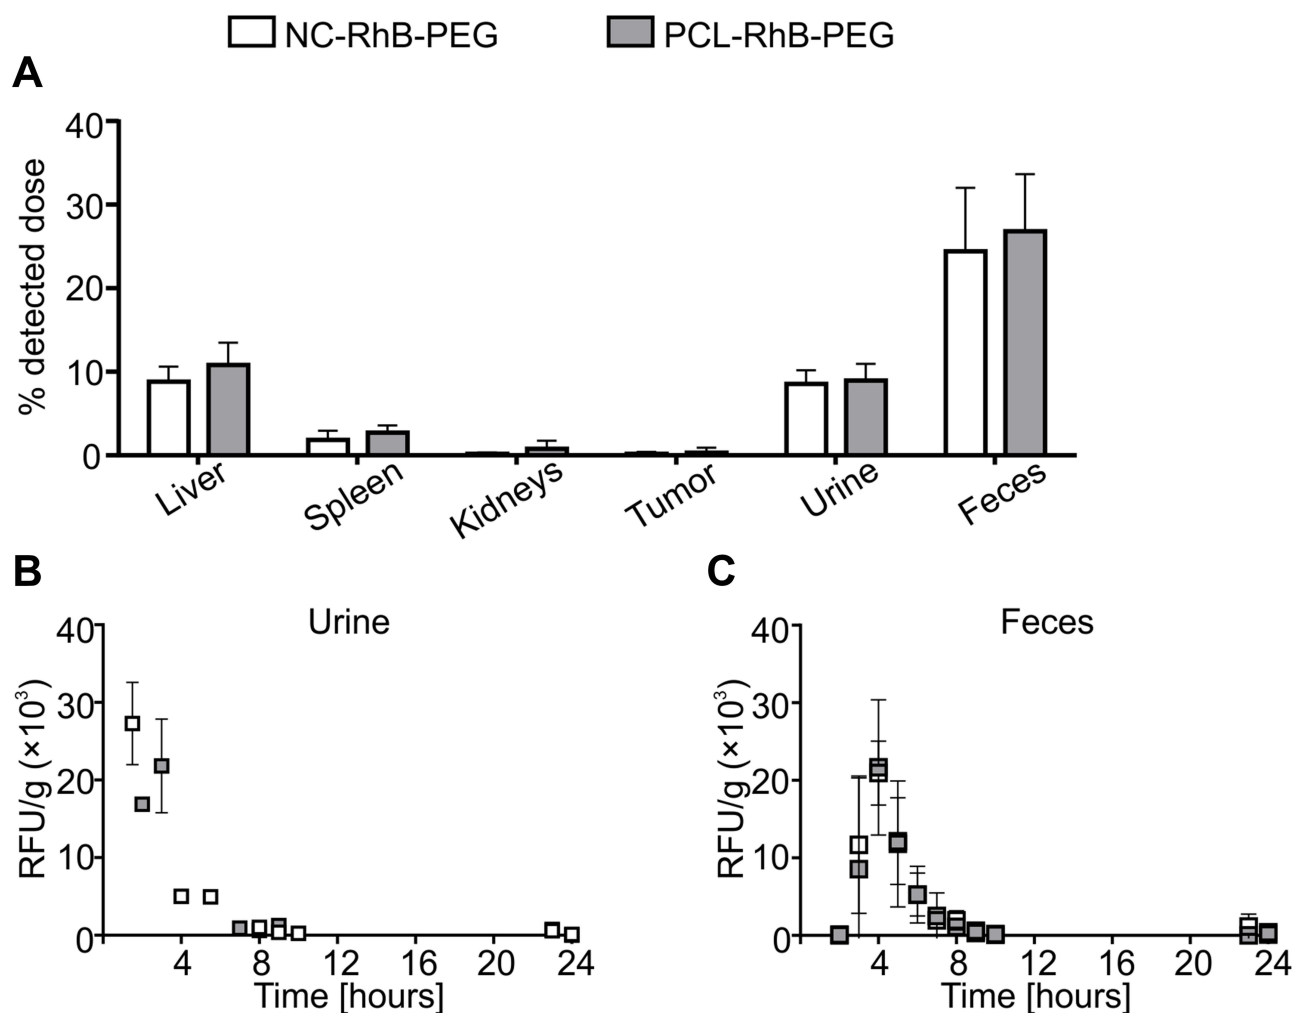 NC-RhB-PEG PCL-RhB-PEG
A
% detected dose
40
30
20
10
0
Liver Spleen Kidneys Tumor Urine Feces
B
Urine
RFU/g (×10³)
40
30
20
10
0
4 8 12 16 20 24
Time [hours]
C
Feces
RFU/g (×10³)
40
30
20
10
0
4 8 12 16 20 24
Time [hours]